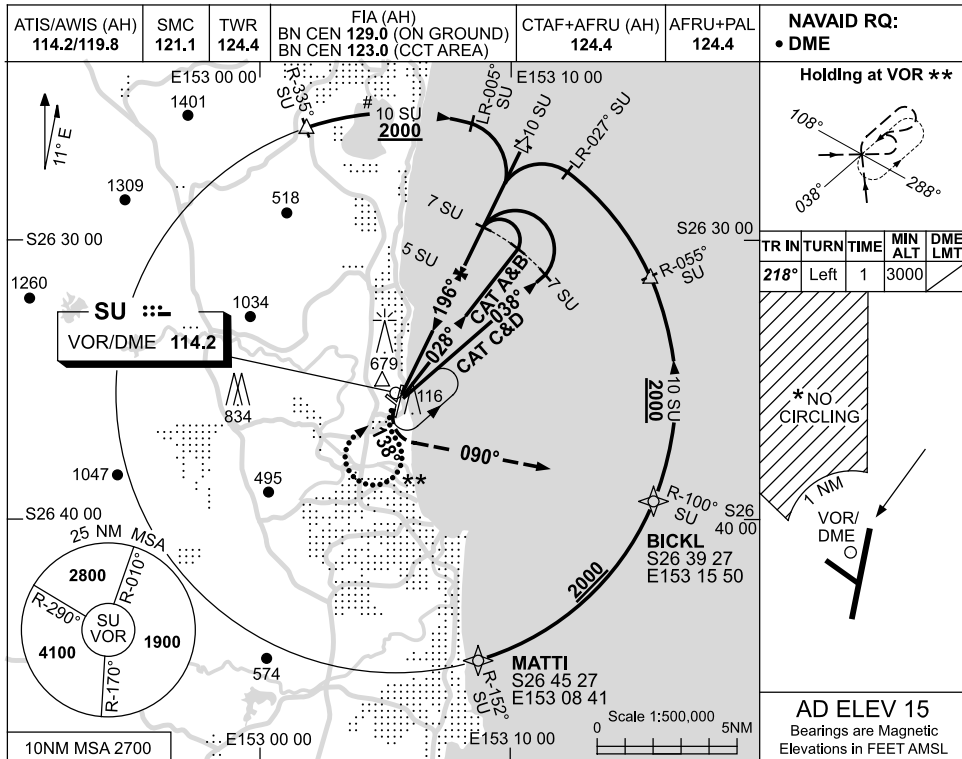 ATIS/AWIS (AH)
114.2/119.8
SMC
121.1
TWR
124.4
FIA (AH)
BN CEN 129.0 (ON GROUND)
BN CEN 123.0 (CCT AREA)
CTAF+AFRU (AH)
124.4
AFRU+PAL
124.4
NAVAID RQ:
• DME
E153 00 00
E153 10 00
11° E
1401
R-335°
SU
#
10 SU
2000
LR-005°
SU
10 SU
LR-027° SU
1309
518
7 SU
S26 30 00
S26 30 00
5 SU
7 SU
R-055°
SU
1260
1034
196°
028°
CAT A&B
038°
CAT C&D
SU
VOR/DME 114.2
679
116
834
138°
090°
**
10 SU
2000
1047
495
S26 40 00
R-100°
SU
S26
40 00
BICKL
S26 39 27
E153 15 50
2000
25 NM MSA
2800
R-010°
R-290°
SU
VOR
4100
1900
R-170°
574
MATTI
S26 45 27
E153 08 41
R-152°
SU
10NM MSA 2700
E153 00 00
E153 10 00
Scale 1:500,000
0
5NM
Holding at VOR **
108°
038°
288°
TR IN
TURN
TIME
MIN
ALT
DME
LMT
218°
Left
1
3000
* NO
CIRCLING
1 NM
VOR/
DME
AD ELEV 15
Bearings are Magnetic
Elevations in FEET AMSL